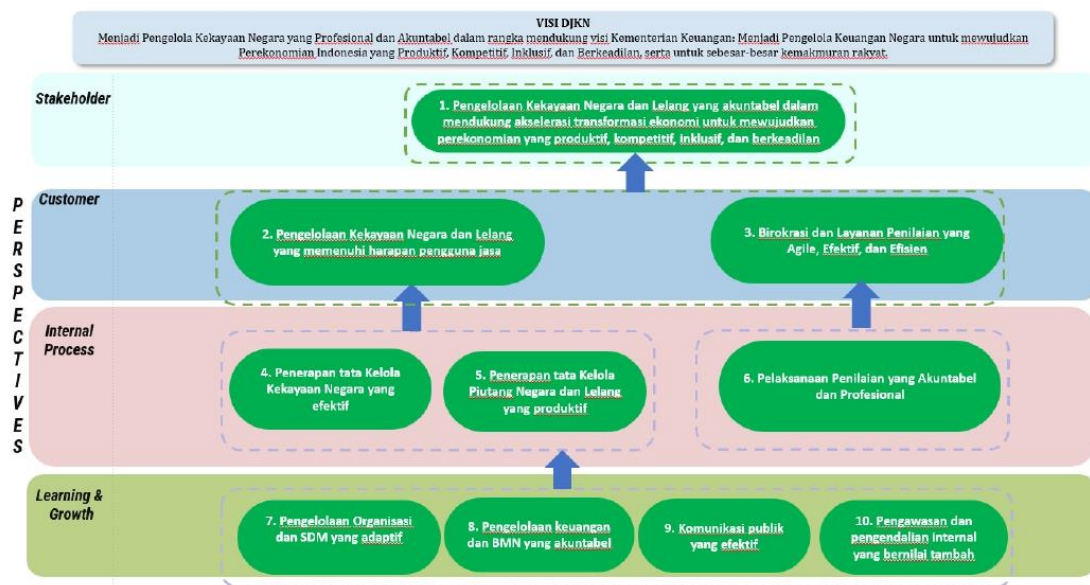 VISI DJKN
Menjadi Pengelola Kekayaan Negara yang Profesional dan Akuntabel dalam rangka mendukung visi Kementerian Keuangan: Menjadi Pengelola Keuangan Negara untuk mewujudkan
Perekonomian Indonesia yang Produktif, Kompetitif, Inklusif, dan Berkeadilan, serta untuk sebesar-besar kemakmuran rakyat.
PERSPECTIVES
Stakeholder
1. Pengelolaan Kekayaan Negara dan Lelang yang akuntabel dalam
mendukung akselerasi transformasi ekonomi untuk mewujudkan
perekonomian yang produktif, kompetitif, inklusif, dan berkeadilan
Customer
2. Pengelolaan Kekayaan Negara dan Lelang
yang memenuhi harapan pengguna jasa
3. Birokrasi dan Layanan Penilaian yang
Agile, Efektif, dan Efisien
Internal
Process
4. Penerapan tata Kelola
Kekayaan Negara yang
efektif
5. Penerapan tata Kelola
Piutang Negara dan Lelang
yang produktif
6. Pelaksanaan Penilaian yang Akuntabel
dan Profesional
Learning &
Growth
7. Pengelolaan Organisasi
dan SDM yang adaptif
8. Pengelolaan keuangan
dan BMN yang akuntabel
9. Komunikasi publik
yang efektif
10. Pengawasan dan
pengendalian internal
yang bernilai tambah